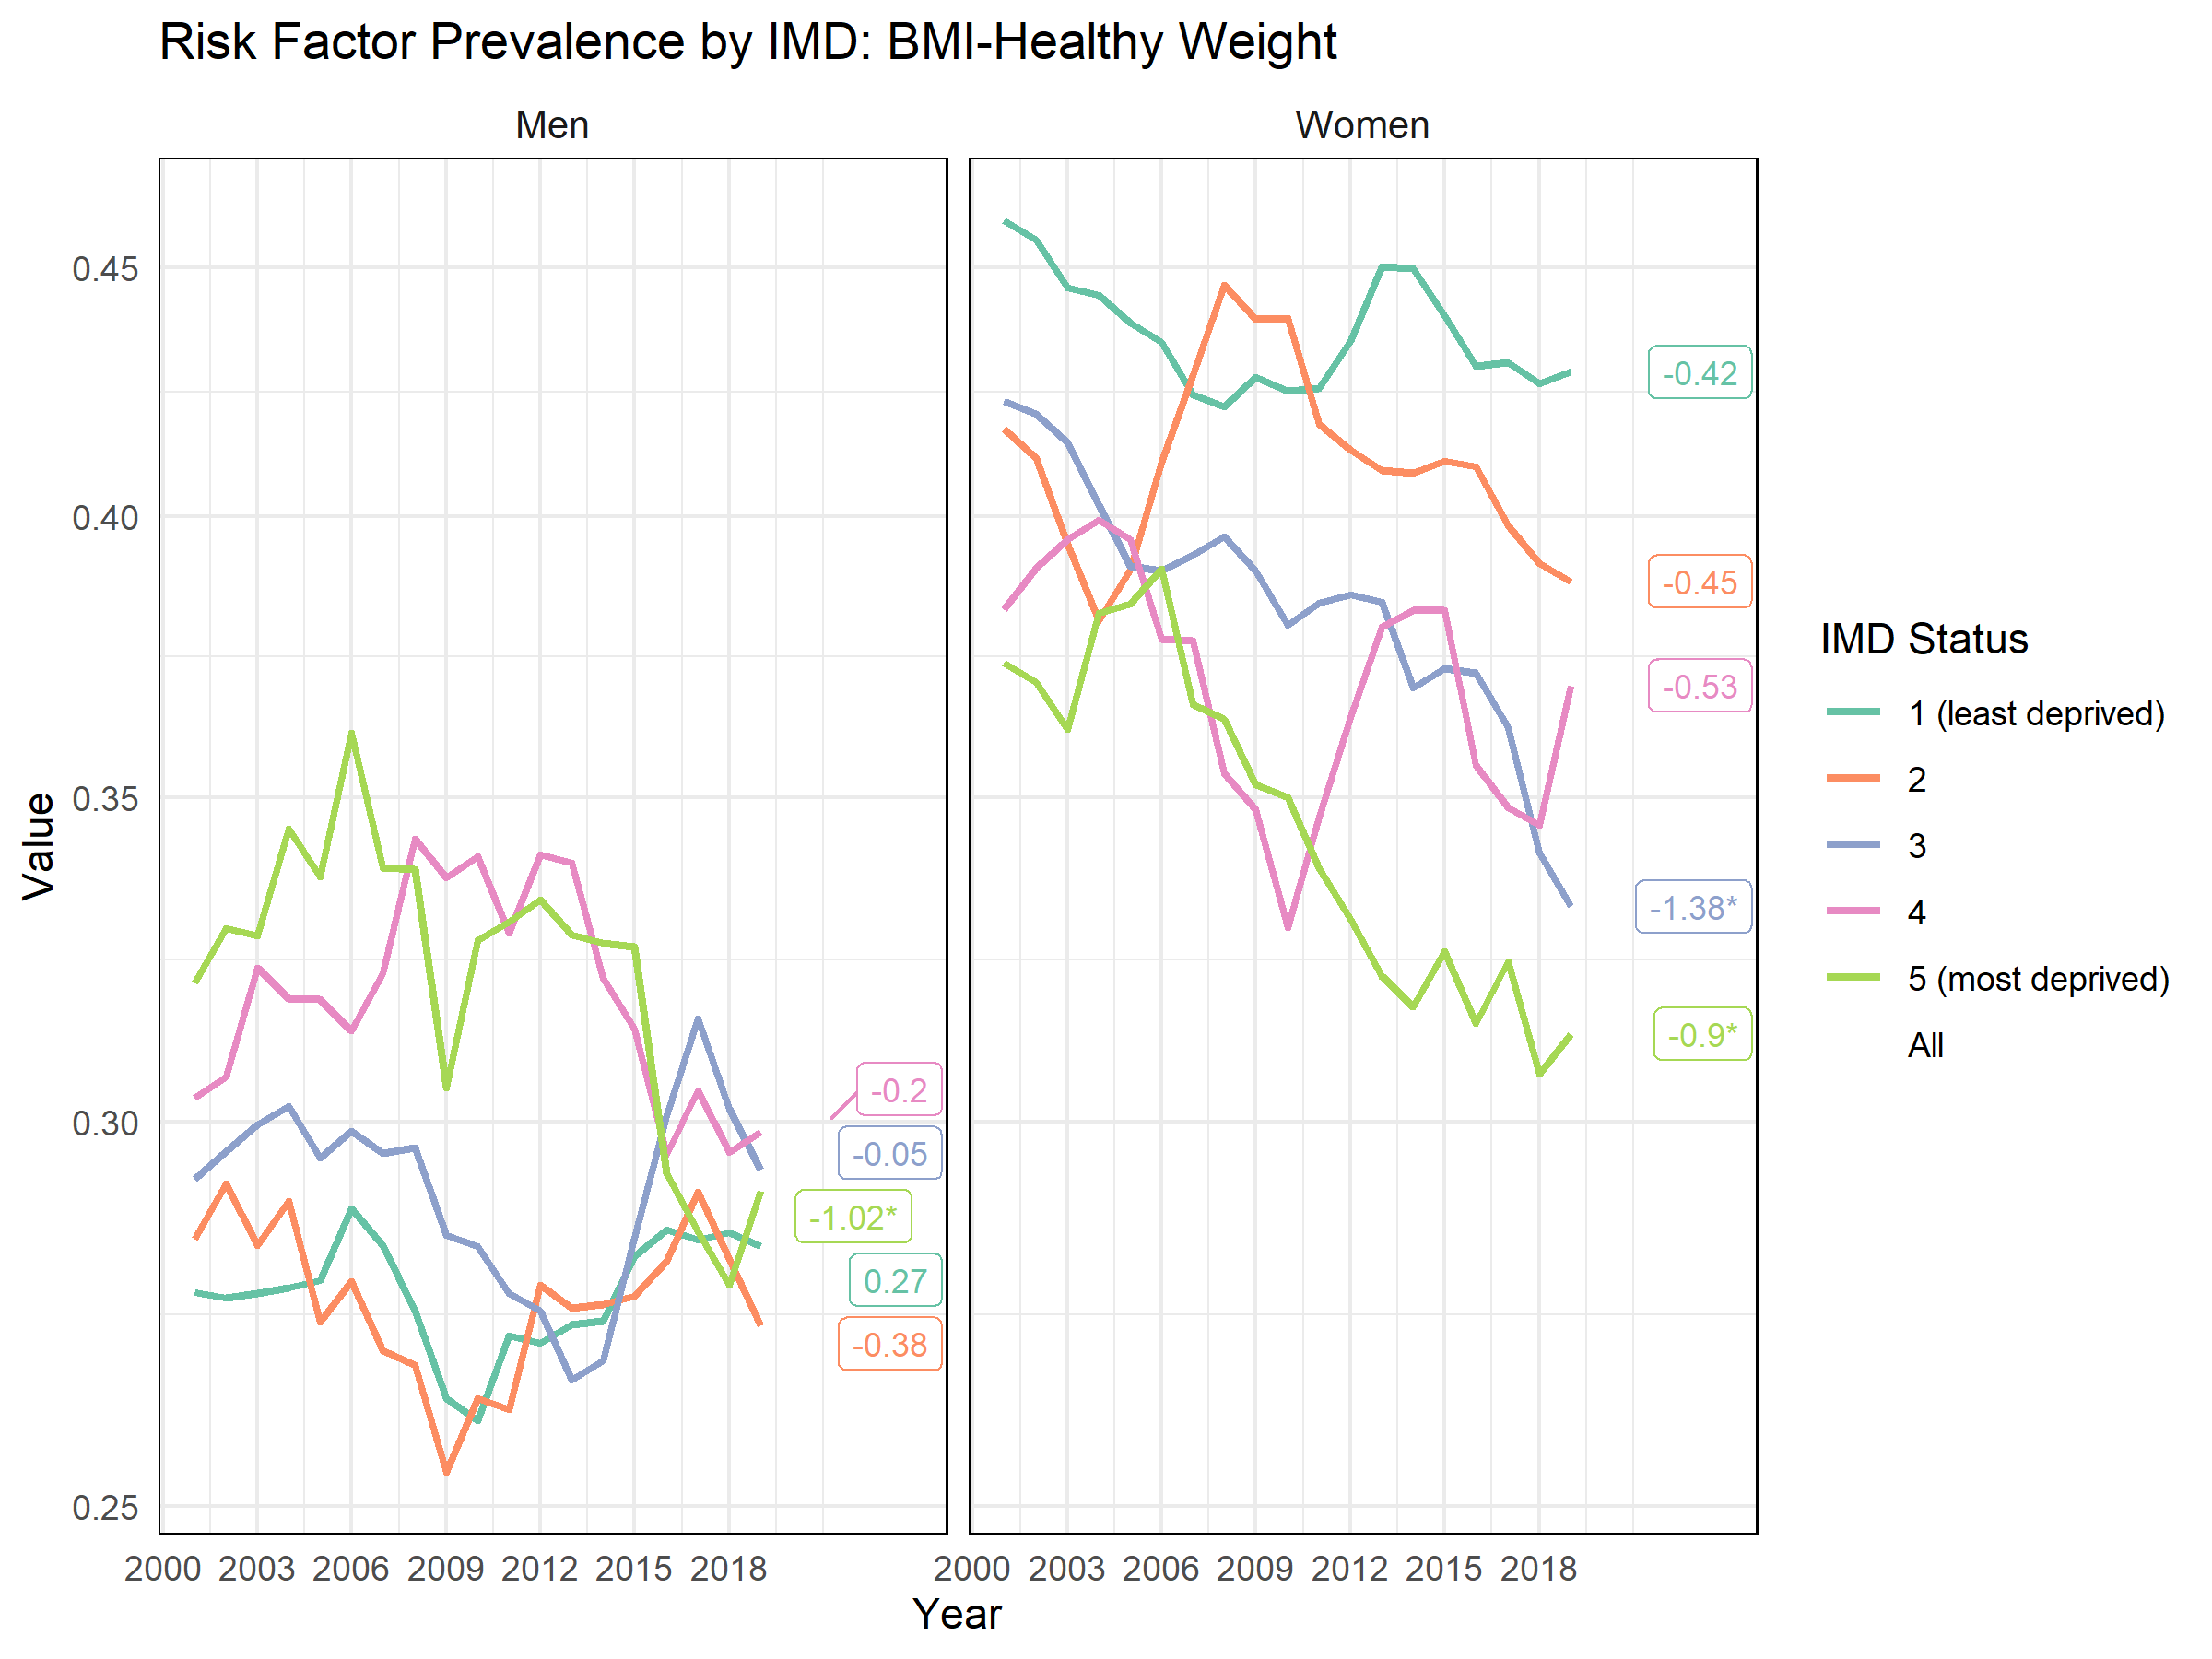 Risk Factor Prevalence by IMD: BMI-Healthy Weight
Men
Women
Value
0.45
0.40
0.35
0.30
0.25
-0.2
-0.05
-1.02*
0.27
-0.38
-0.42
-0.45
-0.53
-1.38*
-0.9*
2000 2003 2006 2009 2012 2015 2018
2000 2003 2006 2009 2012 2015 2018
Year
IMD Status
1 (least deprived)
2
3
4
5 (most deprived)
All